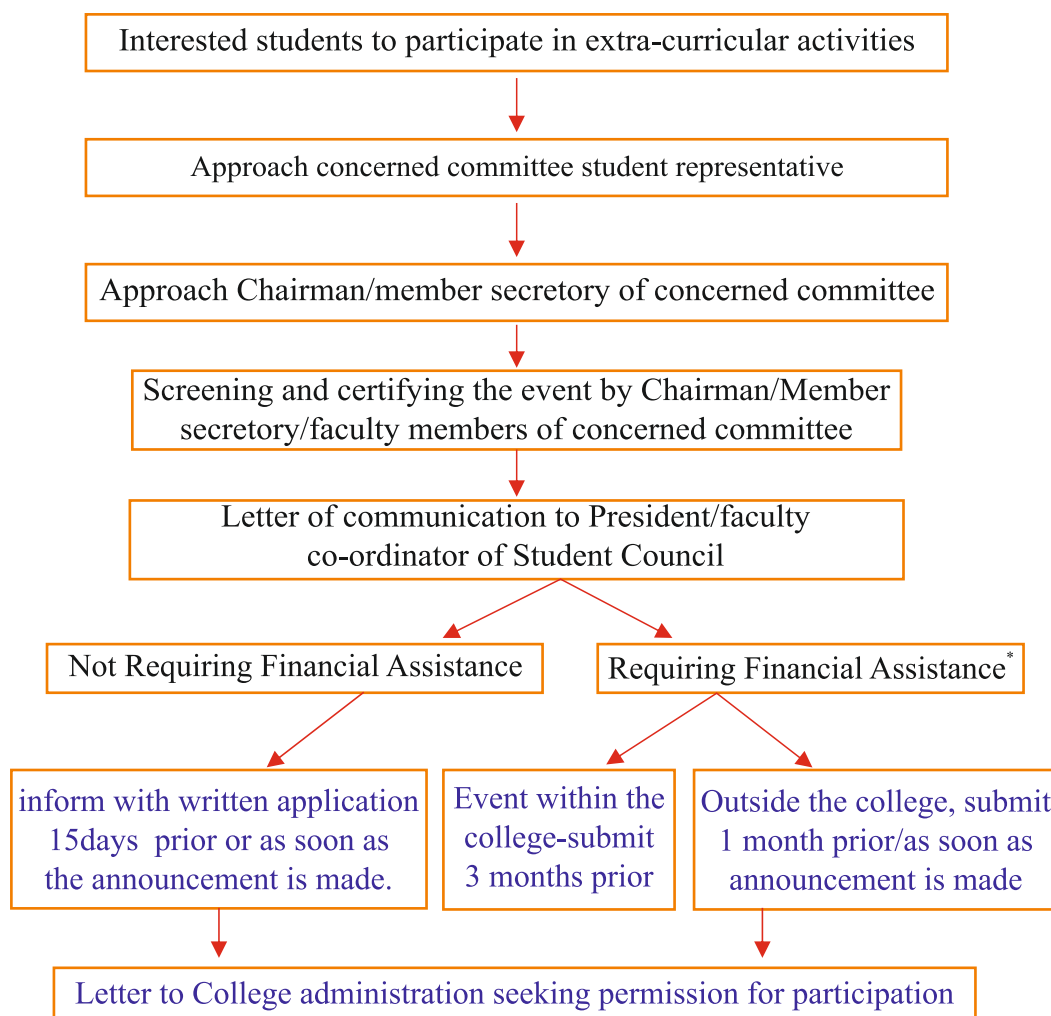 Interested students to participate in extra-curricular activities
Approach concerned committee student representative
Approach Chairman/member secretory of concerned committee
Screening and certifying the event by Chairman/Member
secretory/faculty members of concerned committee
Letter of communication to President/faculty
co-ordinator of Student Council
Not Requiring Financial Assistance
Requiring Financial Assistance*
inform with written application
15days prior or as soon as
the announcement is made.
Event within the
college-submit
3 months prior
Outside the college, submit
1 month prior/as soon as
announcement is made
Letter to College administration seeking permission for participation